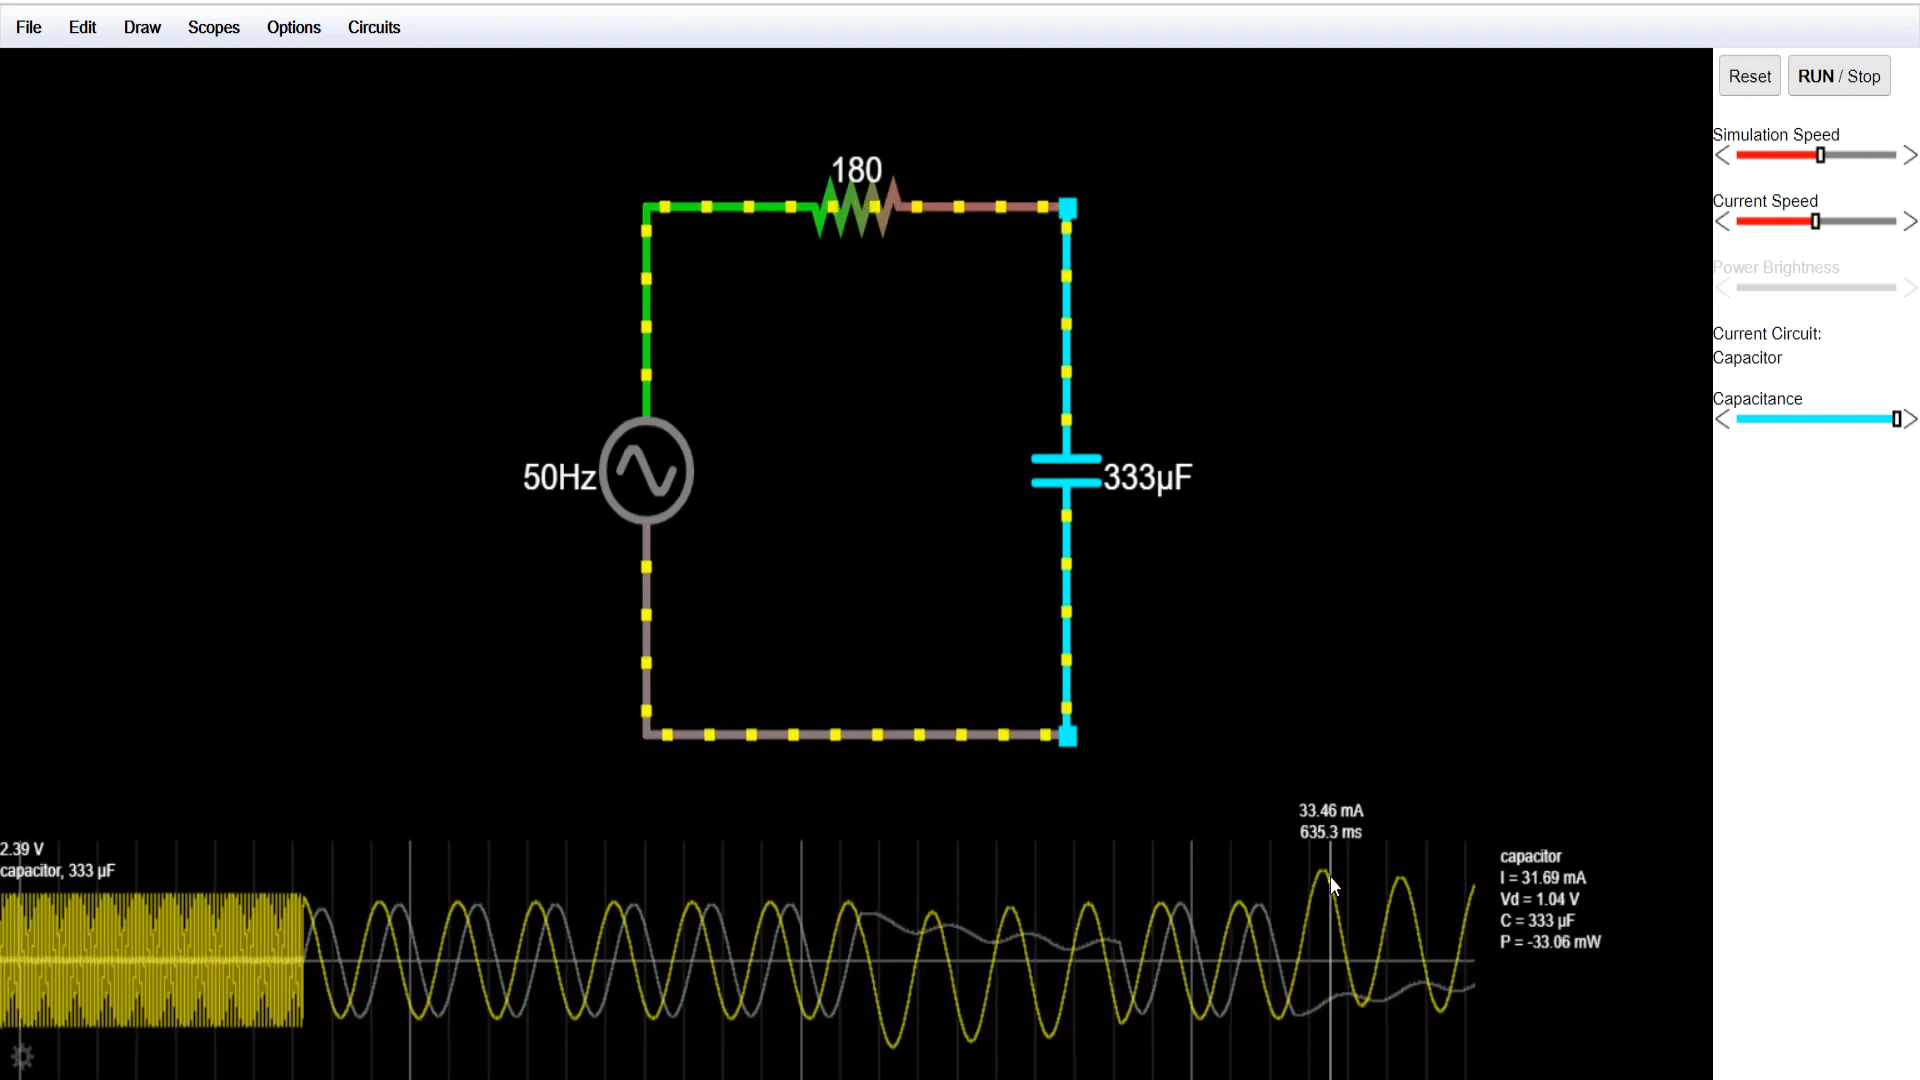 File Edit Draw Scopes Options Circuits
Reset RUN / Stop
Simulation Speed
Current Speed
Power Brightness
Current Circuit:
Capacitor
Capacitance
180
50Hz
333µF
33.46 mA
635.3 ms
2.39 V
capacitor, 333 µF
capacitor
I = 31.69 mA
Vd = 1.04 V
C = 333 µF
P = -33.06 mW